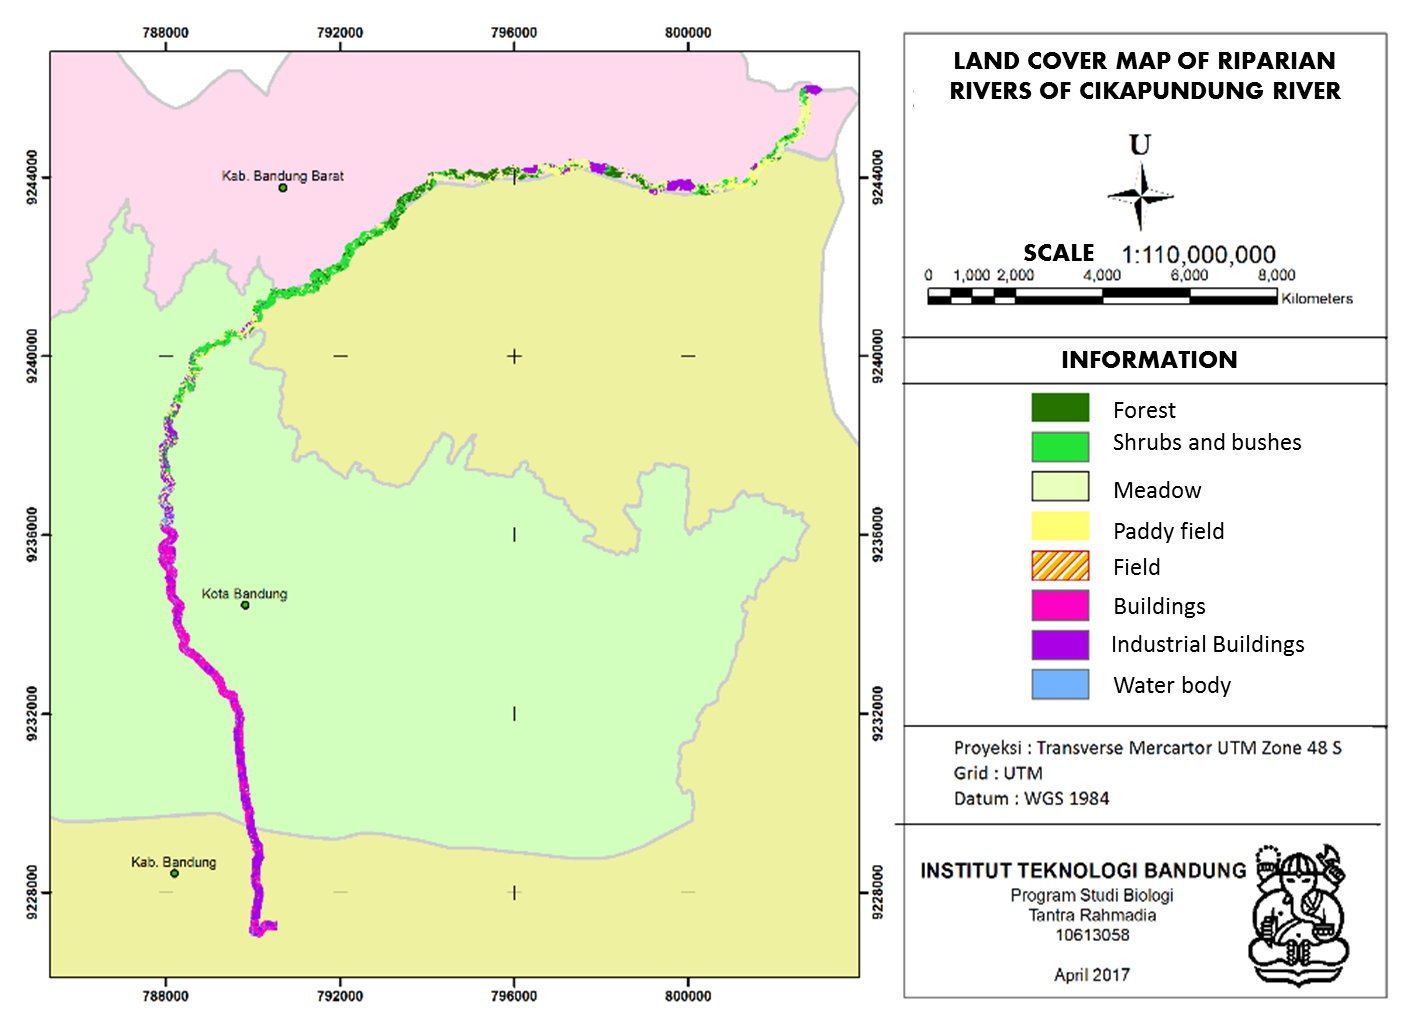 788000
792000
796000
800000
9244000
9240000
9236000
9232000
9228000
Kab. Bandung Barat
Kota Bandung
Kab. Bandung
9244000
9240000
9236000
9232000
9228000
788000
792000
796000
800000
LAND COVER MAP OF RIPARIAN
RIVERS OF CIKAPUNDUNG RIVER
U
SCALE 1:110,000,000
0 1,000 2,000 4,000 6,000 8,000
Kilometers
INFORMATION
Forest
Shrubs and bushes
Meadow
Paddy field
Field
Buildings
Industrial Buildings
Water body
Proyeksi : Transverse Mercartor UTM Zone 48 S
Grid : UTM
Datum : WGS 1984
INSTITUT TEKNOLOGI BANDUNG
Program Studi Biologi
Tantra Rahmadia
10613058
April 2017